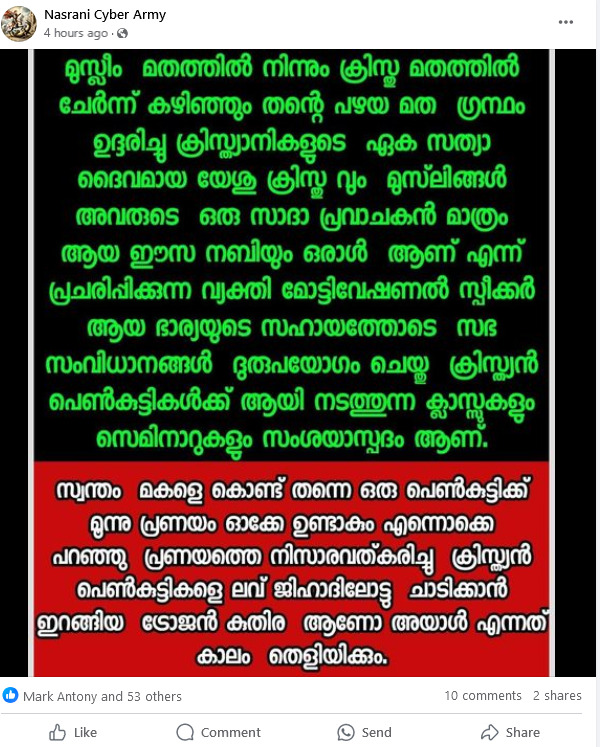 Nasrani Cyber Army
4 hours ago ·
മുസ്ലീം മതത്തിൽ നിന്നും ക്രിസ്തു മതത്തിൽ
ചേർന്ന് കഴിഞ്ഞും തന്റെ പഴയ മത ഗ്രന്ഥം
ഉദ്ദരിച്ചു ക്രിസ്ത്യാനികളുടെ ഏക സത്യാ
ദൈവമായ യേശു ക്രിസ്തു വും മുസ്ലിങ്ങൾ
അവരുടെ ഒരു സാദാ പ്രവാചകൻ മാത്രം
ആയ ഈസ നബിയും ഒരാൾ ആണ് എന്ന്
പ്രചരിപ്പിക്കുന്ന വ്യക്തി മോട്ടിവേഷണൽ സ്പീക്കർ
ആയ ഭാര്യയുടെ സഹായത്തോടെ സഭ
സംവിധാനങ്ങൾ ദുരുപയോഗം ചെയ്തു ക്രിസ്ത്യൻ
പെൺകുട്ടികൾക്ക് ആയി നടത്തുന്ന ക്ലാസ്സുകളും
സെമിനാറുകളും സംശയാസ്പദം ആണ്.
സ്വന്തം മകളെ കൊണ്ട് തന്നെ ഒരു പെൺകുട്ടിക്ക്
മൂന്നു പ്രണയം ഓക്കേ ഉണ്ടാകും എന്നൊക്കെ
പറഞ്ഞു പ്രണയത്തെ നിസാരവത്കരിച്ചു ക്രിസ്ത്യൻ
പെൺകുട്ടികളെ ലവ് ജിഹാദിലോട്ടു ചാടിക്കാൻ
ഇറങ്ങിയ ട്രോജൻ കുതിര ആണോ അയാൾ എന്നത്
കാലം തെളിയിക്കും.
Mark Antony and 53 others 10 comments 2 shares
Like Comment Send Share